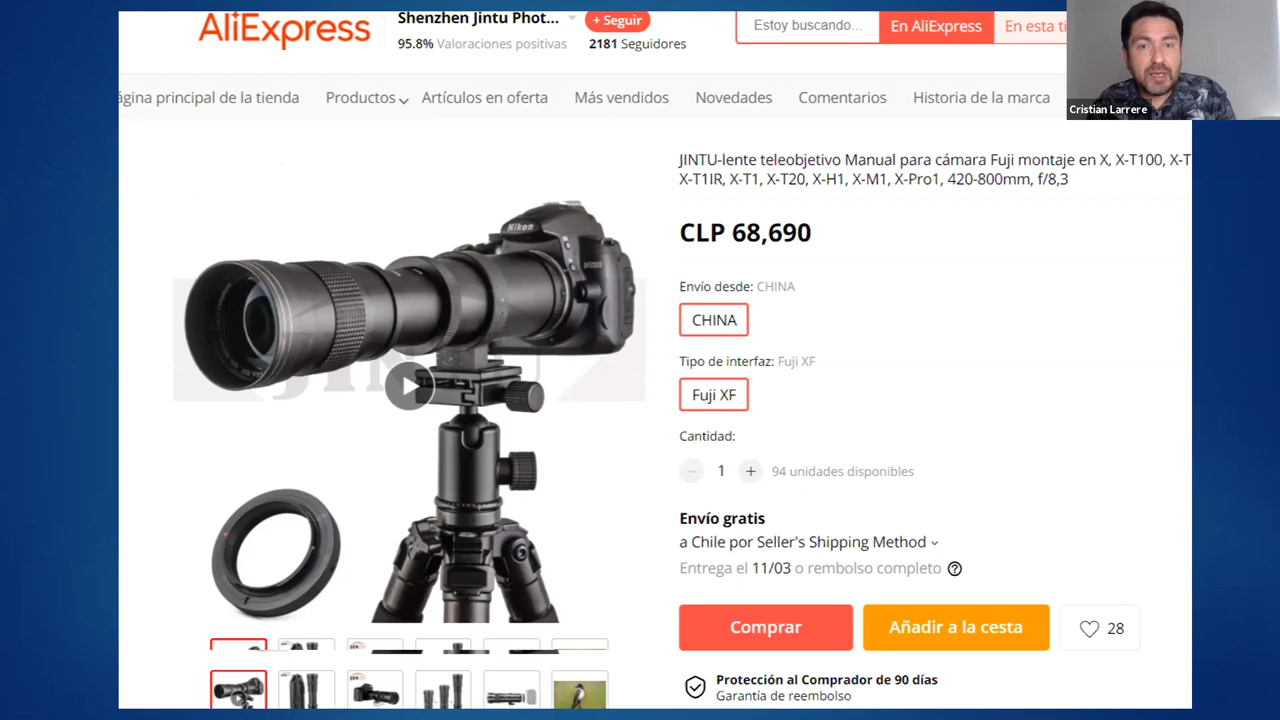 AliExpress
Shenzhen Jintu Phot...
+ Seguir
95.8% Valoraciones positivas
2181 Seguidores
Estoy buscando...
En AliExpress
En esta ti
Cristian Larrere
ágina principal de la tienda
Productos
Artículos en oferta
Más vendidos
Novedades
Comentarios
Historia de la marca
JINTU-lente teleobjetivo Manual para cámara Fuji montaje en X, X-T100, X-T
X-T1IR, X-T1, X-T20, X-H1, X-M1, X-Pro1, 420-800mm, f/8,3
CLP 68,690
Nikon
Envío desde: CHINA
CHINA
Tipo de interfaz: Fuji XF
Fuji XF
Cantidad:
1 + 94 unidades disponibles
Envío gratis
a Chile por Seller's Shipping Method
Entrega el 11/03 o rembolso completo
Comprar
Añadir a la cesta
28
Protección al Comprador de 90 días
Garantía de reembolso